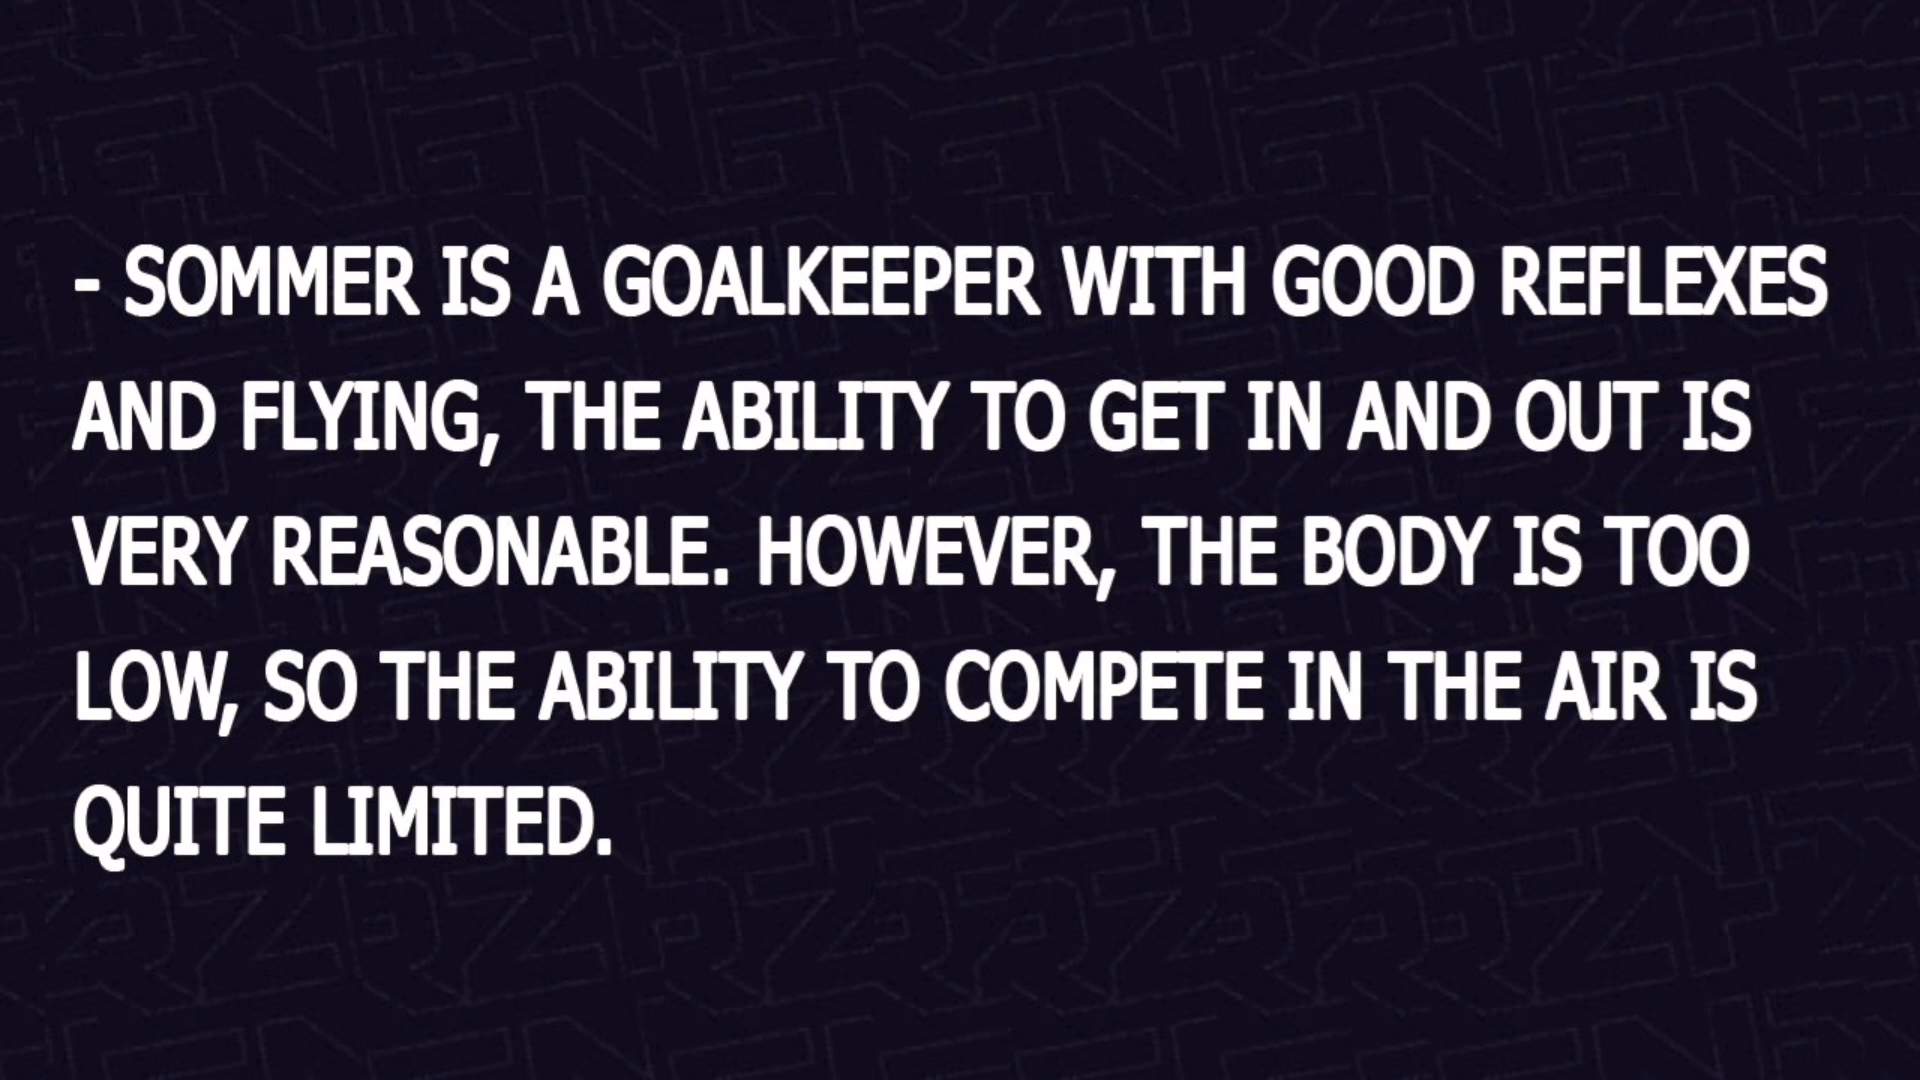 - SOMMER IS A GOALKEEPER WITH GOOD REFLEXES
AND FLYING, THE ABILITY TO GET IN AND OUT IS
VERY REASONABLE. HOWEVER, THE BODY IS TOO
LOW, SO THE ABILITY TO COMPETE IN THE AIR IS
QUITE LIMITED.